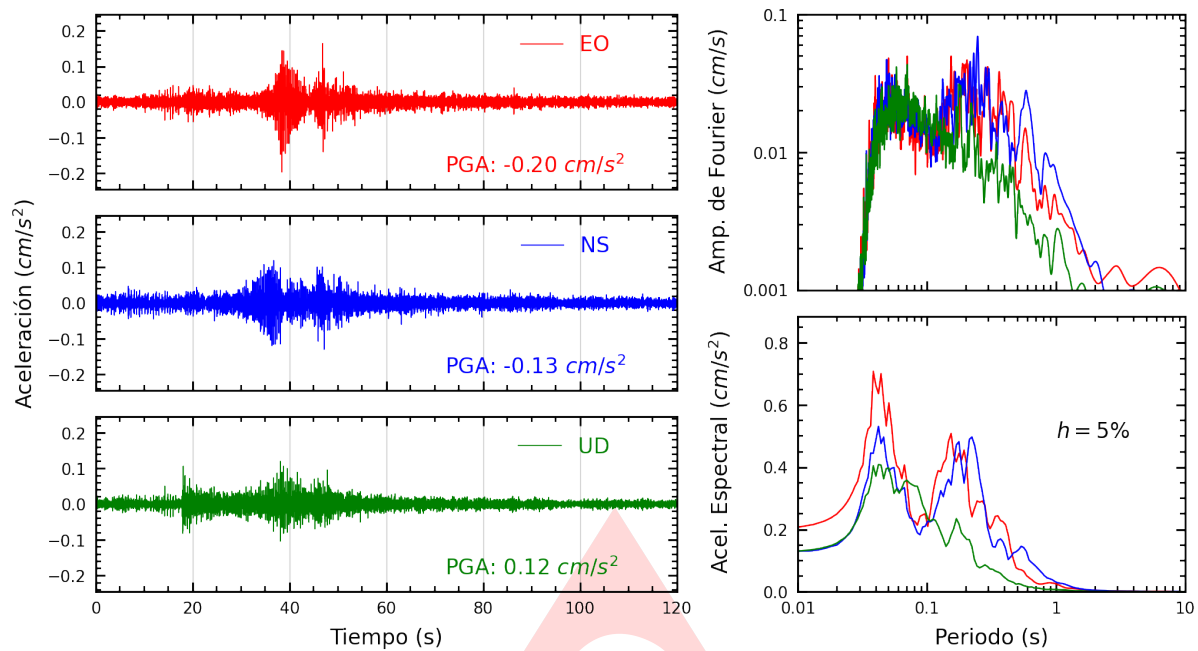 Aceleración (cm/s²)
0.2
0.1
0.0
−0.1
−0.2
EO
PGA: -0.20 cm/s²
0.2
0.1
0.0
−0.1
−0.2
NS
PGA: -0.13 cm/s²
0.2
0.1
0.0
−0.1
−0.2
UD
PGA: 0.12 cm/s²
0 20 40 60 80 100 120
Tiempo (s)
Amp. de Fourier (cm/s)
0.1
0.01
0.001
Acel. Espectral (cm/s²)
0.8
0.6
0.4
0.2
0.0
h = 5%
0.01 0.1 1 10
Periodo (s)